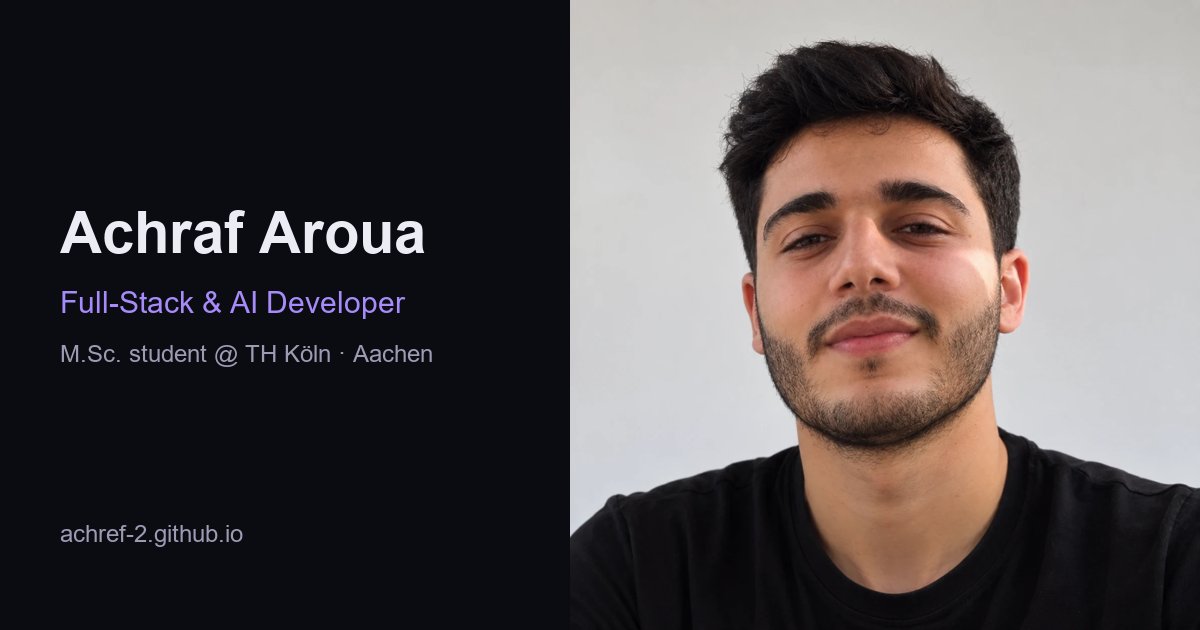 Achraf Aroua
Full-Stack & AI Developer
M.Sc. student @ TH Köln · Aachen
achref-2.github.io